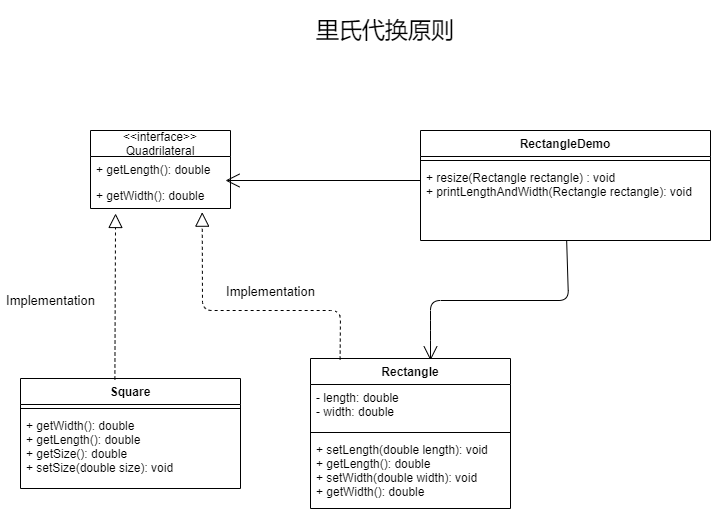 里氏代换原则
<<interface>>
Quadrilateral
+ getLength(): double
+ getWidth(): double
RectangleDemo
+ resize(Rectangle rectangle) : void
+ printLengthAndWidth(Rectangle rectangle): void
Implementation
Implementation
Square
+ getWidth(): double
+ getLength(): double
+ getSize(): double
+ setSize(double size): void
Rectangle
- length: double
- width: double
+ setLength(double length): void
+ getLength(): double
+ setWidth(double width): void
+ getWidth(): double